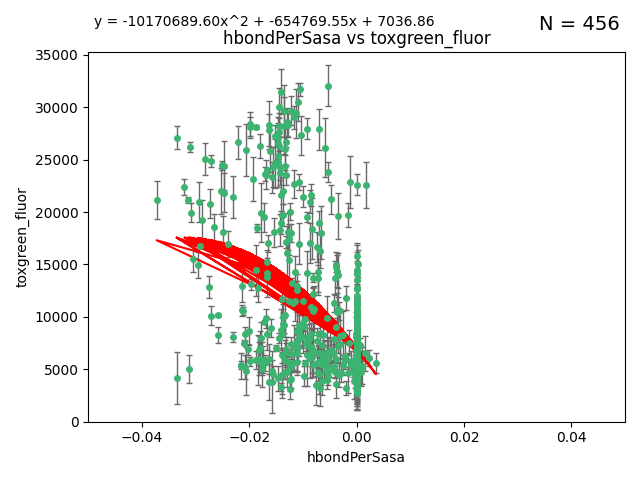 y = -10170689.60x^2 + -654769.55x + 7036.86
N = 456
hbondPerSasa vs toxgreen_fluor
35000
30000
25000
20000
15000
10000
5000
0
toxgreen_fluor
−0.04
−0.02
0.00
0.02
0.04
hbondPerSasa